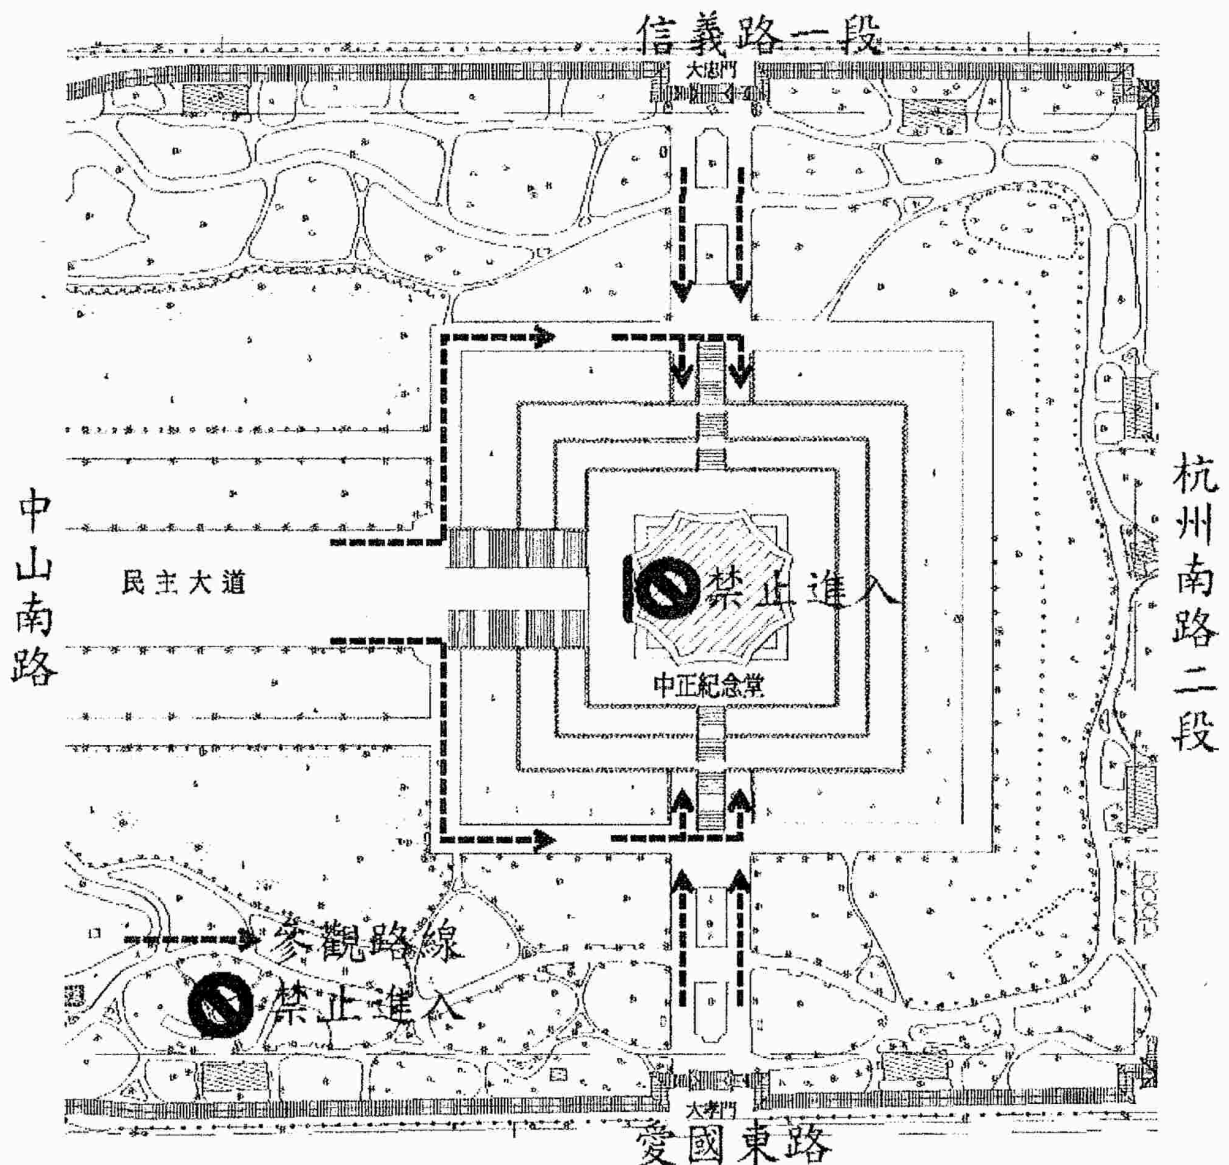 信義路一段
大忠門
中山南路
民主大道
禁止進入
中正紀念堂
杭州南路二段
參觀路線
禁止進入
大孝門
愛國東路